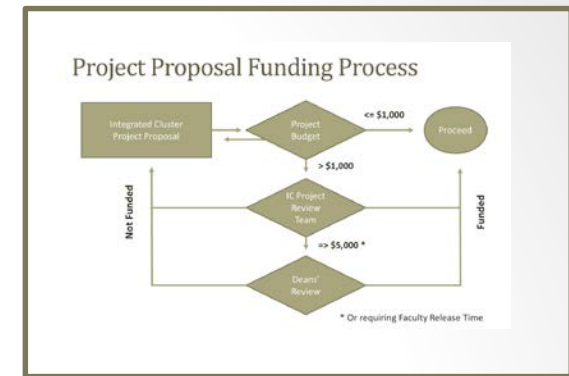 Project Proposal Funding Process
Integrated Cluster
Project Proposal
Project
Budget
<= $1,000
Proceed
> $1,000
Not Funded
IC Project
Review
Team
Funded
=> $5,000 *
Deans'
Review
* Or requiring Faculty Release Time